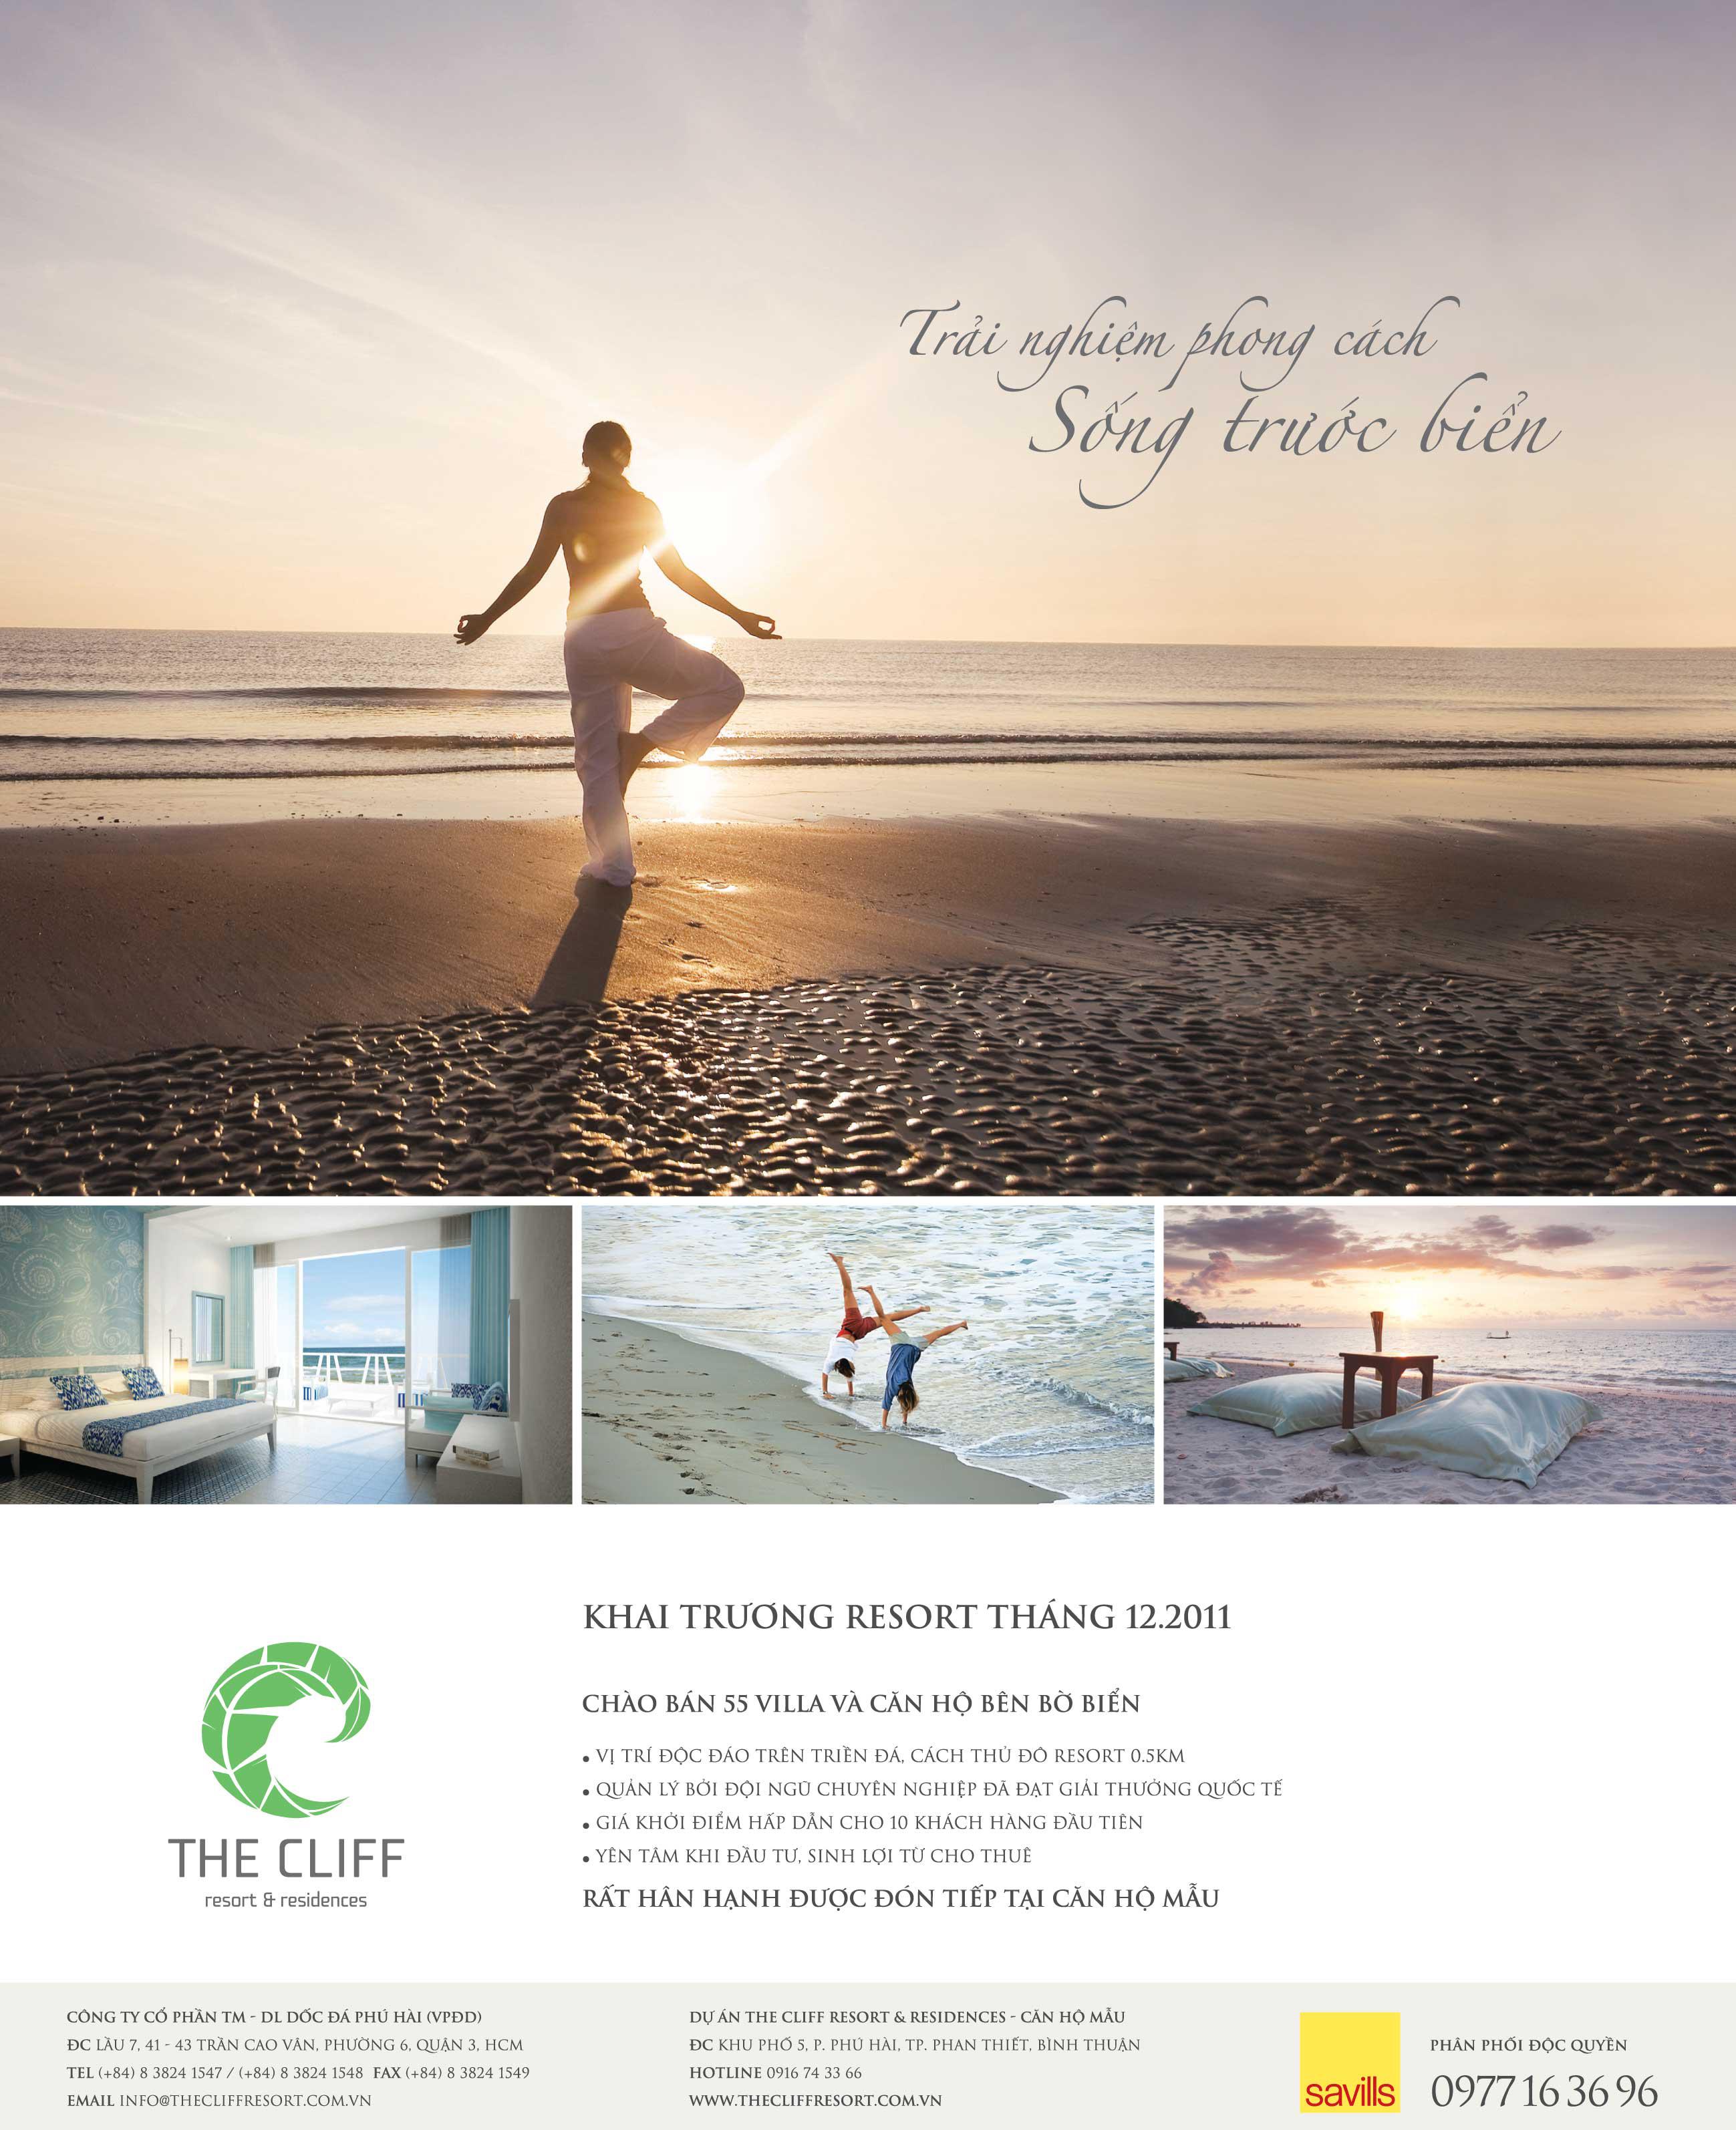 Trải nghiệm phong cách
Sống trước biển
KHAI TRƯƠNG RESORT THÁNG 12.2011
CHÀO BÁN 55 VILLA VÀ CĂN HỘ BÊN BỜ BIỂN
• VỊ TRÍ ĐỘC ĐÁO TRÊN TRIỀN ĐÁ, CÁCH THỦ ĐÔ RESORT 0.5KM
• QUẢN LÝ BỞI ĐỘI NGŨ CHUYÊN NGHIỆP ĐÃ ĐẠT GIẢI THƯỞNG QUỐC TẾ
• GIÁ KHỞI ĐIỂM HẤP DẪN CHO 10 KHÁCH HÀNG ĐẦU TIÊN
• YÊN TÂM KHI ĐẦU TƯ, SINH LỢI TỪ CHO THUÊ
RẤT HÂN HẠNH ĐƯỢC ĐÓN TIẾP TẠI CĂN HỘ MẪU
THE CLIFF
resort & residences
CÔNG TY CỔ PHẦN TM - DL DỐC ĐÁ PHÚ HÀI (VPĐD)
ĐC LẦU 7, 41 - 43 TRẦN CAO VÂN, PHƯỜNG 6, QUẬN 3, HCM
TEL (+84) 8 3824 1547 / (+84) 8 3824 1548 FAX (+84) 8 3824 1549
EMAIL INFO@THECLIFFRESORT.COM.VN
DỰ ÁN THE CLIFF RESORT & RESIDENCES - CĂN HỘ MẪU
ĐC KHU PHỐ 5, P. PHÚ HÀI, TP. PHAN THIẾT, BÌNH THUẬN
HOTLINE 0916 74 33 66
WWW.THECLIFFRESORT.COM.VN
savills
PHÂN PHỐI ĐỘC QUYỀN
0977 16 36 96